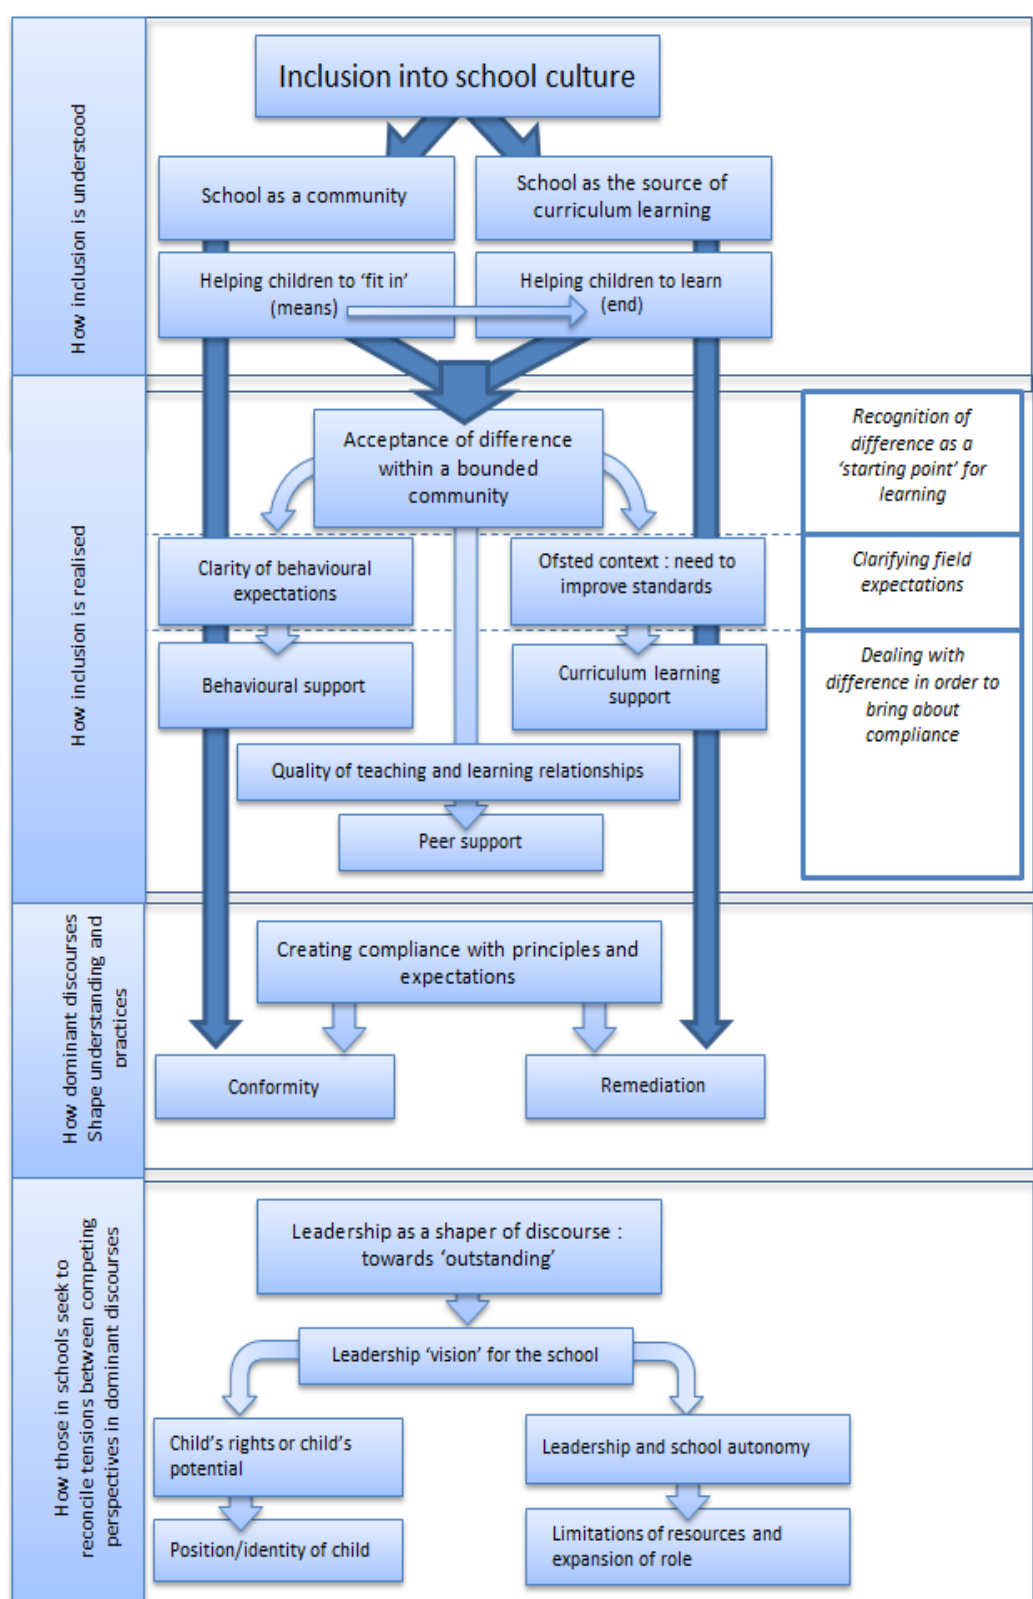 How inclusion is understood
Inclusion into school culture
School as a community
School as the source of
curriculum learning
Helping children to ‘fit in’
(means)
Helping children to learn
(end)
How inclusion is realised
Acceptance of difference
within a bounded
community
Recognition of
difference as a
‘starting point’ for
learning
Clarity of behavioural
expectations
Ofsted context : need to
improve standards
Clarifying field
expectations
Behavioural support
Curriculum learning
support
Dealing with
difference in order to
bring about
compliance
Quality of teaching and learning relationships
Peer support
How dominant discourses
Shape understanding and
practices
Creating compliance with principles and
expectations
Conformity
Remediation
How those in schools seek to
reconcile tensions between competing
perspectives in dominant discourses
Leadership as a shaper of discourse :
towards ‘outstanding’
Leadership ‘vision’ for the school
Child’s rights or child’s
potential
Leadership and school autonomy
Position/identity of child
Limitations of resources and
expansion of role